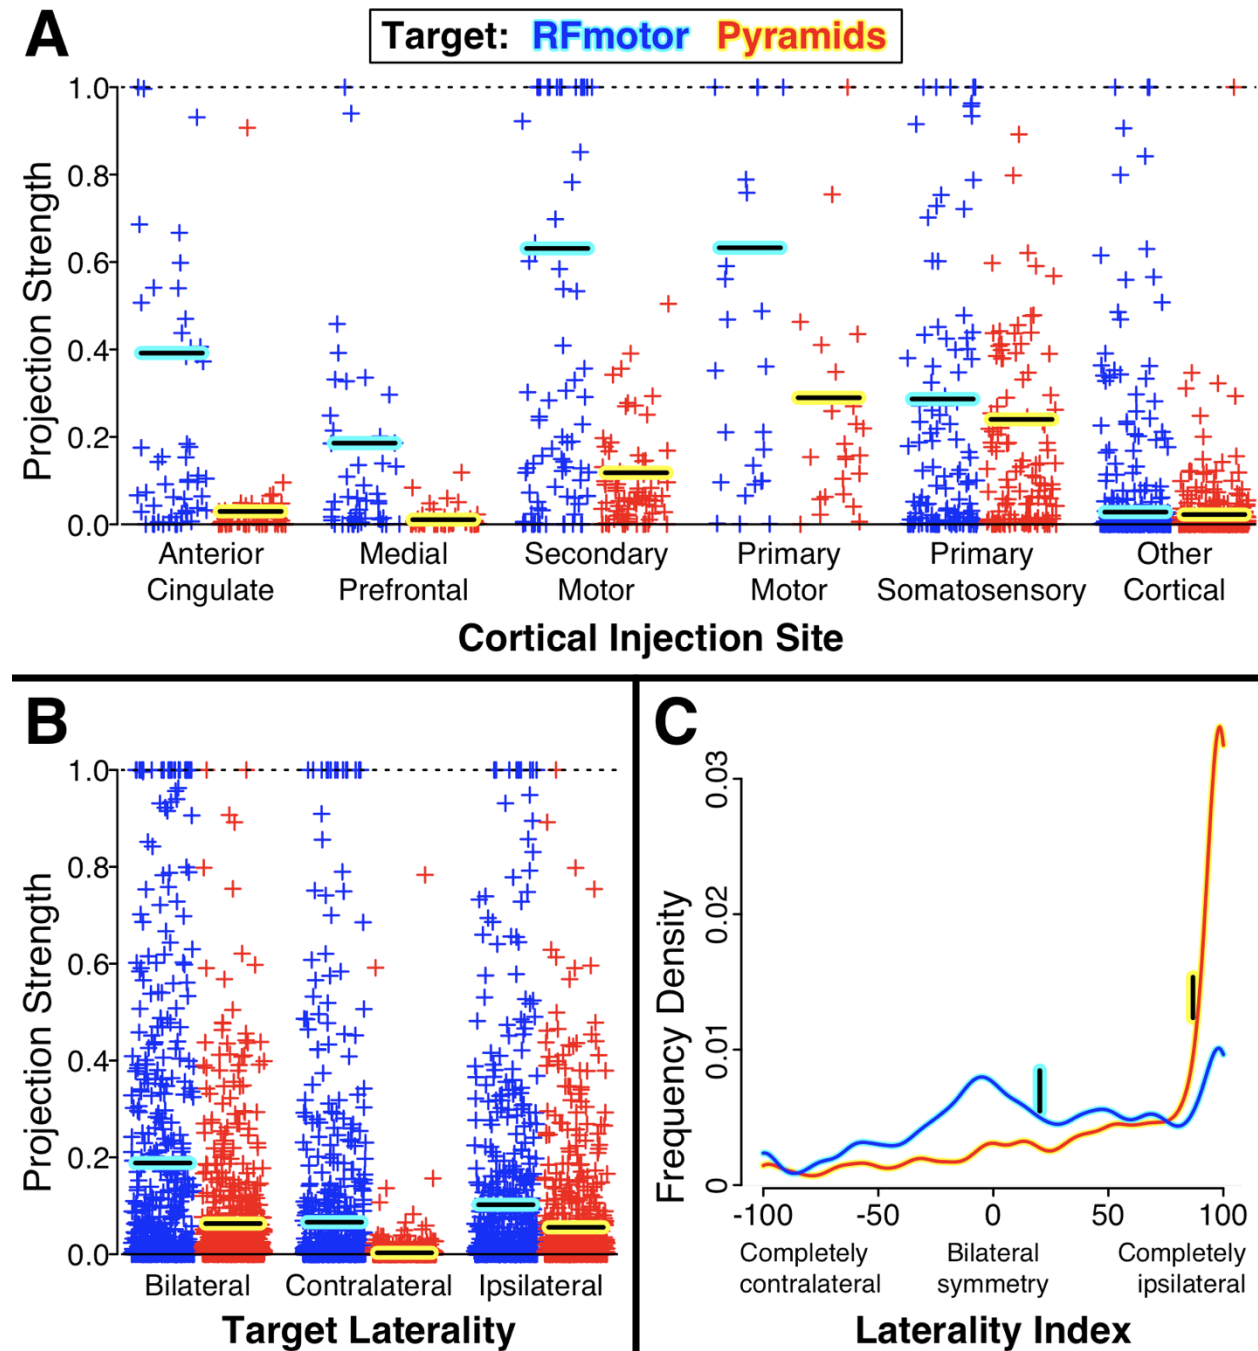 A
Target: RFmotor Pyramids
Projection Strength
1.0
0.8
0.6
0.4
0.2
0.0
Anterior Cingulate
Medial Prefrontal
Secondary Motor
Primary Motor
Primary Somatosensory
Other Cortical
Cortical Injection Site
B
Projection Strength
1.0
0.8
0.6
0.4
0.2
0.0
Bilateral
Contralateral
Ipsilateral
Target Laterality
C
Frequency Density
0.03
0.02
0.01
0
-100
-50
0
50
100
Completely contralateral
Bilateral symmetry
Completely ipsilateral
Laterality Index